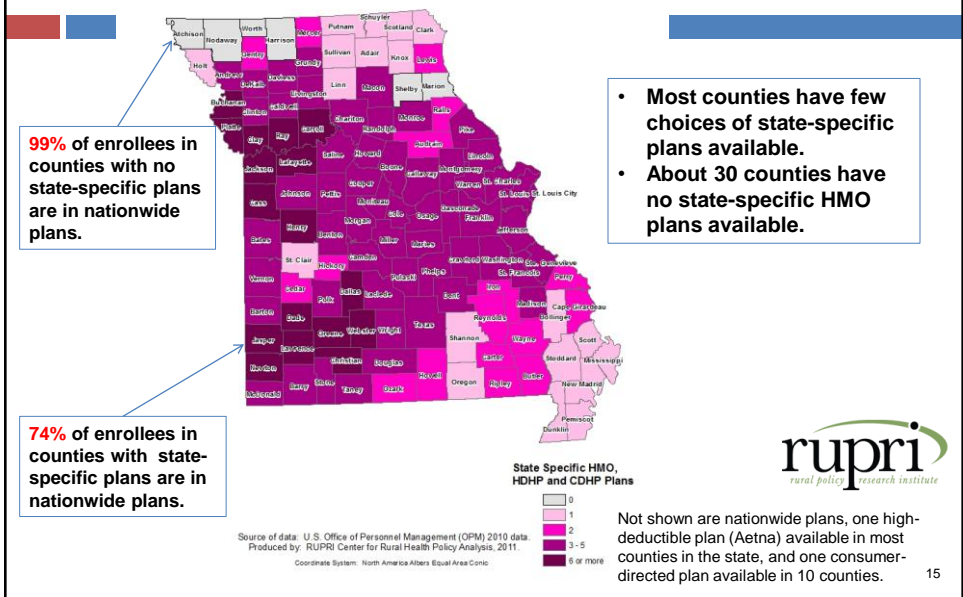 Atchison
Nodaway
Worth
Harrison
Mercer
Putnam
Schuyler
Scotland
Clark
Gentry
Sullivan
Adair
Knox
Lewis
Holt
Andrew
DeKalb
Daviess
Grundy
Linn
Macon
Shelby
Marion
Buchanan
Clinton
Caldwell
Livingston
Chariton
Randolph
Monroe
Ralls
Pike
Platte
Clay
Ray
Carroll
Audrain
Lincoln
Jackson
Lafayette
Saline
Howard
Boone
Callaway
Montgomery
Warren
St. Charles
St. Louis
St. Louis City
Cass
Johnson
Pettis
Cooper
Moniteau
Cole
Osage
Gasconade
Franklin
Jefferson
Bates
Henry
Benton
Morgan
Miller
Maries
St. Clair
Hickory
Camden
Pulaski
Phelps
Crawford
Washington
Ste. Genevieve
St. Francois
Perry
Vernon
Cedar
Polk
Dallas
Laclede
Dent
Iron
Madison
Cape Girardeau
Bollinger
Barton
Dade
Greene
Webster
Wright
Texas
Reynolds
Wayne
Scott
Jasper
Lawrence
Christian
Douglas
Shannon
Carter
Stoddard
Mississippi
Newton
McDonald
Barry
Stone
Taney
Ozark
Howell
Oregon
Ripley
Butler
New Madrid
Dunklin
Pemiscot
99% of enrollees in
counties with no
state-specific plans
are in nationwide
plans.
• Most counties have few
choices of state-specific
plans available.
• About 30 counties have
no state-specific HMO
plans available.
74% of enrollees in
counties with state-
specific plans are in
nationwide plans.
State Specific HMO,
HDHP and CDHP Plans
0
1
2
3 - 5
6 or more
Source of data: U.S. Office of Personnel Management (OPM) 2010 data.
Produced by: RUPRI Center for Rural Health Policy Analysis, 2011.
Coordinate System: North America Albers Equal Area Conic
rupri
rural policy research institute
Not shown are nationwide plans, one high-
deductible plan (Aetna) available in most
counties in the state, and one consumer-
directed plan available in 10 counties.
15